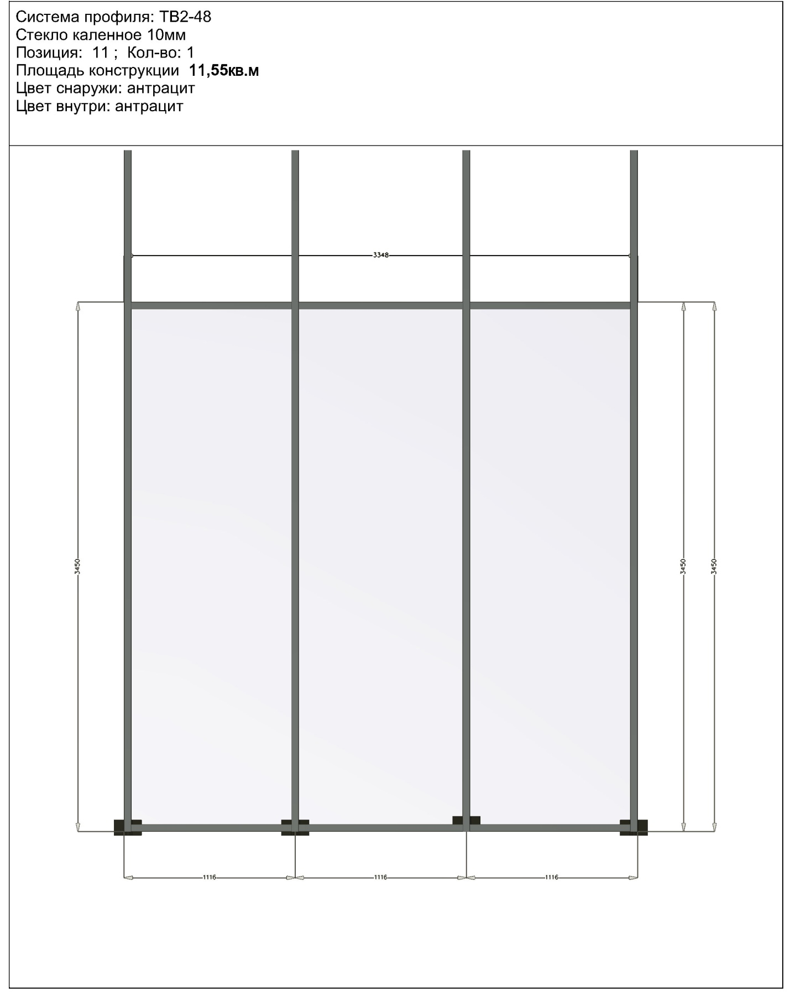 Система профиля: ТВ2-48
Стекло каленное 10мм
Позиция: 11 ; Кол-во: 1
Площадь конструкции 11,55кв.м
Цвет снаружи: антрацит
Цвет внутри: антрацит
3348
3450
3450
3450
1116
1116
1116